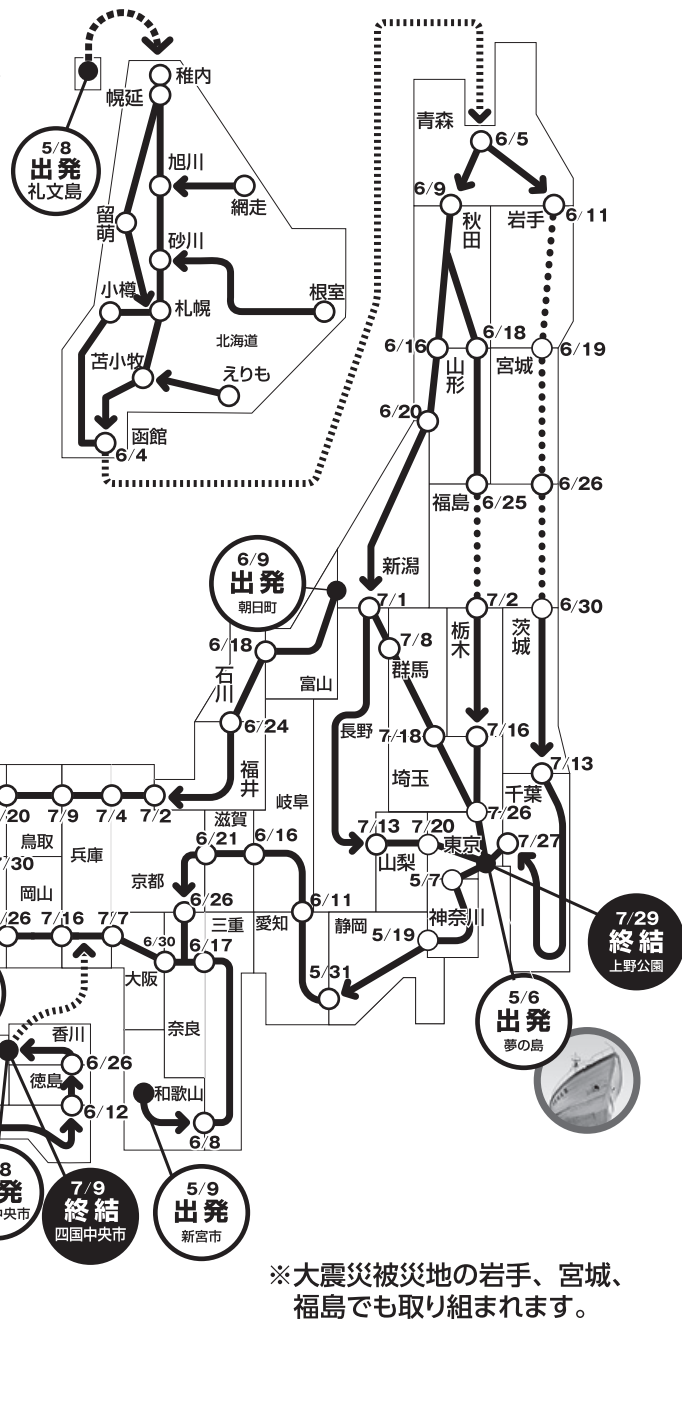 稚内
幌延
5/8
出発
礼文島
旭川
網走
留萌
砂川
小樽
札幌
根室
北海道
苫小牧
えりも
函館
6/4
青森
6/5
6/9
秋田
岩手
6/11
6/16
山形
6/18
宮城
6/19
6/20
福島
6/25
6/26
6/9
出発
朝日町
新潟
7/1
7/2
6/30
栃木
茨城
6/18
石川
富山
7/8
群馬
6/24
長野
7/18
7/16
7/13
福井
岐阜
埼玉
千葉
/20
7/9
7/4
7/2
滋賀
7/26
鳥取
兵庫
6/21
6/16
7/13
7/20
東京
7/27
7/30
山梨
岡山
京都
5/7
6/26
三重
愛知
6/11
静岡
神奈川
/26
7/16
7/7
6/30
6/17
5/19
7/29
終結
上野公園
大阪
5/31
5/6
出発
夢の島
香川
奈良
6/26
徳島
和歌山
6/12
6/8
8
発
中央市
7/9
終結
四国中央市
5/9
出発
新宮市
※大震災被災地の岩手、宮城、
福島でも取り組まれます。